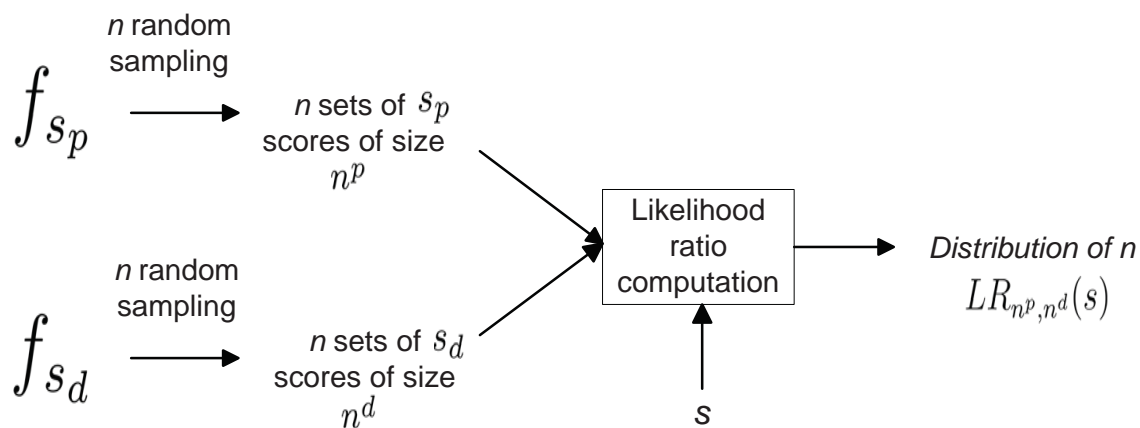 n random
sampling
f_{s_p}
n sets of s_p
scores of size
n^p
Likelihood
ratio
computation
Distribution of n
LR_{n^p,n^d}(s)
n random
sampling
f_{s_d}
n sets of s_d
scores of size
n^d
s